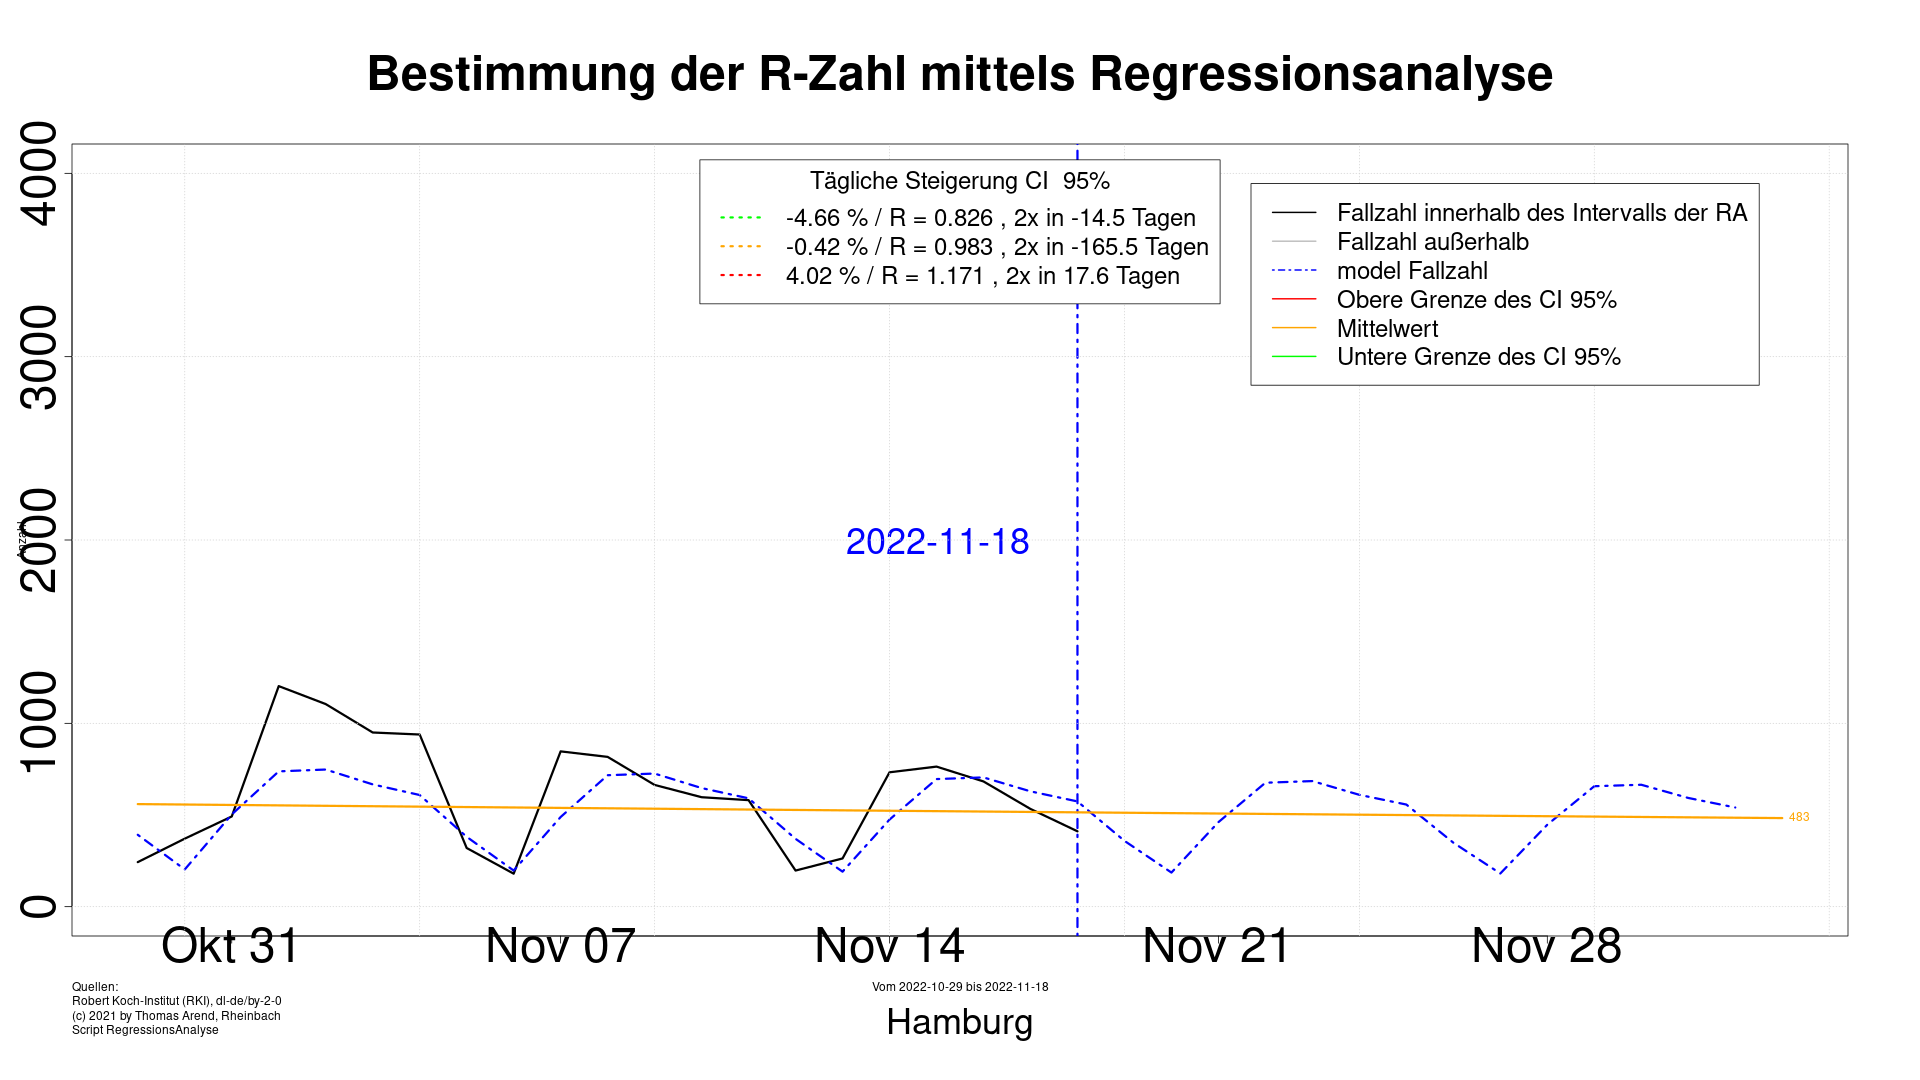 Bestimmung der R-Zahl mittels Regressionsanalyse
Tägliche Steigerung CI 95%
-4.66 % / R = 0.826 , 2x in -14.5 Tagen
-0.42 % / R = 0.983 , 2x in -165.5 Tagen
4.02 % / R = 1.171 , 2x in 17.6 Tagen
Fallzahl innerhalb des Intervalls der RA
Fallzahl außerhalb
model Fallzahl
Obere Grenze des CI 95%
Mittelwert
Untere Grenze des CI 95%
4000
3000
2000
1000
0
Anzahl
2022-11-18
483
Okt 31
Nov 07
Nov 14
Nov 21
Nov 28
Quellen:
Robert Koch-Institut (RKI), dl-de/by-2-0
(c) 2021 by Thomas Arend, Rheinbach
Script RegressionsAnalyse
Vom 2022-10-29 bis 2022-11-18
Hamburg